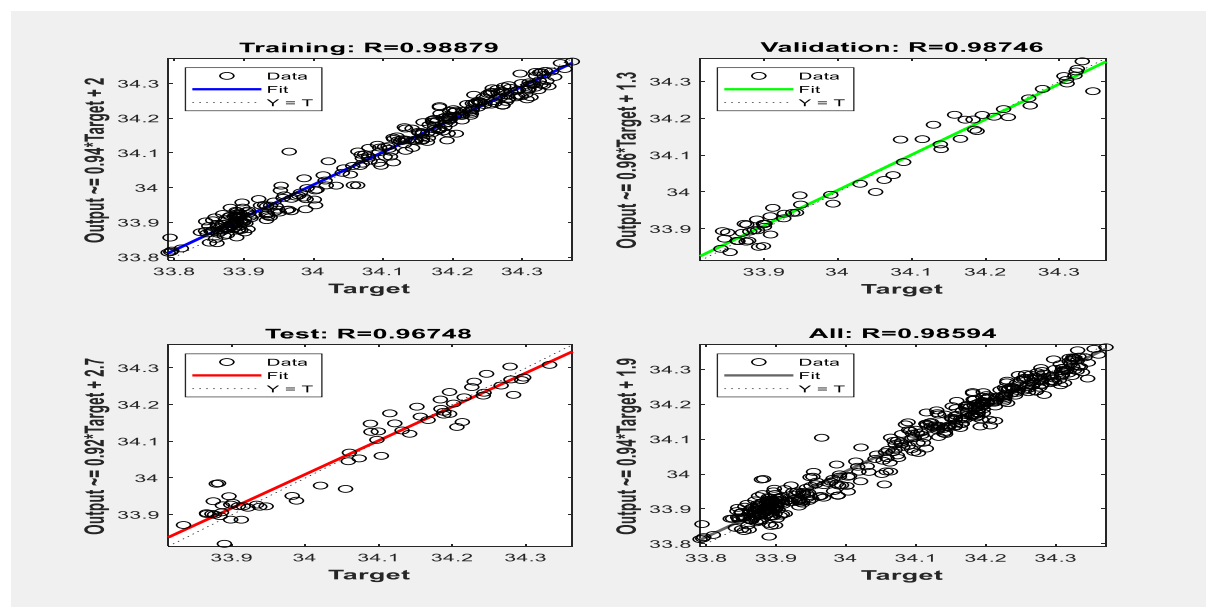 Training: R=0.98879
Output ~= 0.94*Target + 2
34.3
34.2
34.1
34
33.9
33.8
Data
Fit
Y = T
33.8 33.9 34 34.1 34.2 34.3
Target
Validation: R=0.98746
Output ~= 0.96*Target + 1.3
34.3
34.2
34.1
34
33.9
Data
Fit
Y = T
33.9 34 34.1 34.2 34.3
Target
Test: R=0.96748
Output ~= 0.92*Target + 2.7
34.3
34.2
34.1
34
33.9
Data
Fit
Y = T
33.9 34 34.1 34.2 34.3
Target
All: R=0.98594
Output ~= 0.94*Target + 1.9
34.3
34.2
34.1
34
33.9
33.8
Data
Fit
Y = T
33.8 33.9 34 34.1 34.2 34.3
Target